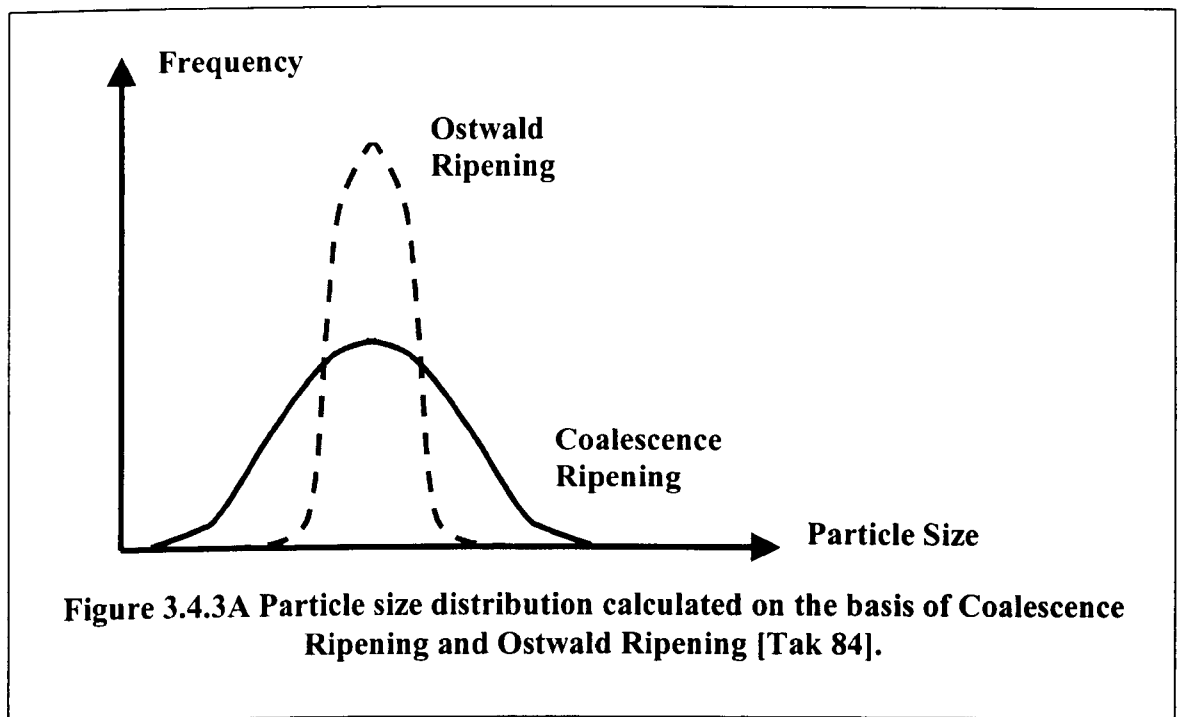 Frequency
Ostwald
Ripening
Coalescence
Ripening
Particle Size
Figure 3.4.3A Particle size distribution calculated on the basis of Coalescence
Ripening and Ostwald Ripening [Tak 84].